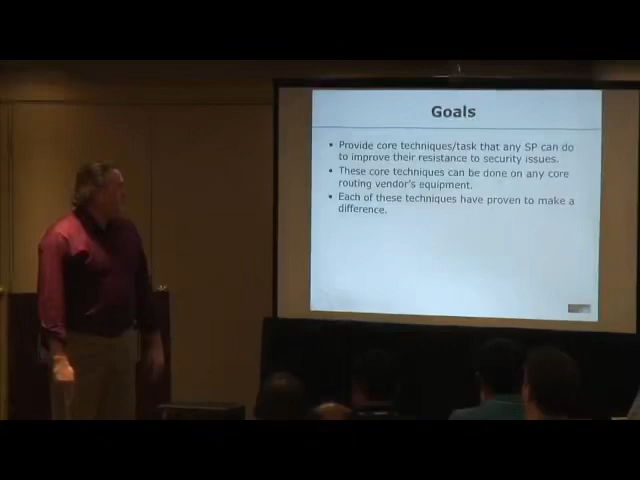 Goals
• Provide core techniques/task that any SP can do
to improve their resistance to security issues.
• These core techniques can be done on any core
routing vendor's equipment.
• Each of these techniques have proven to make a
difference.